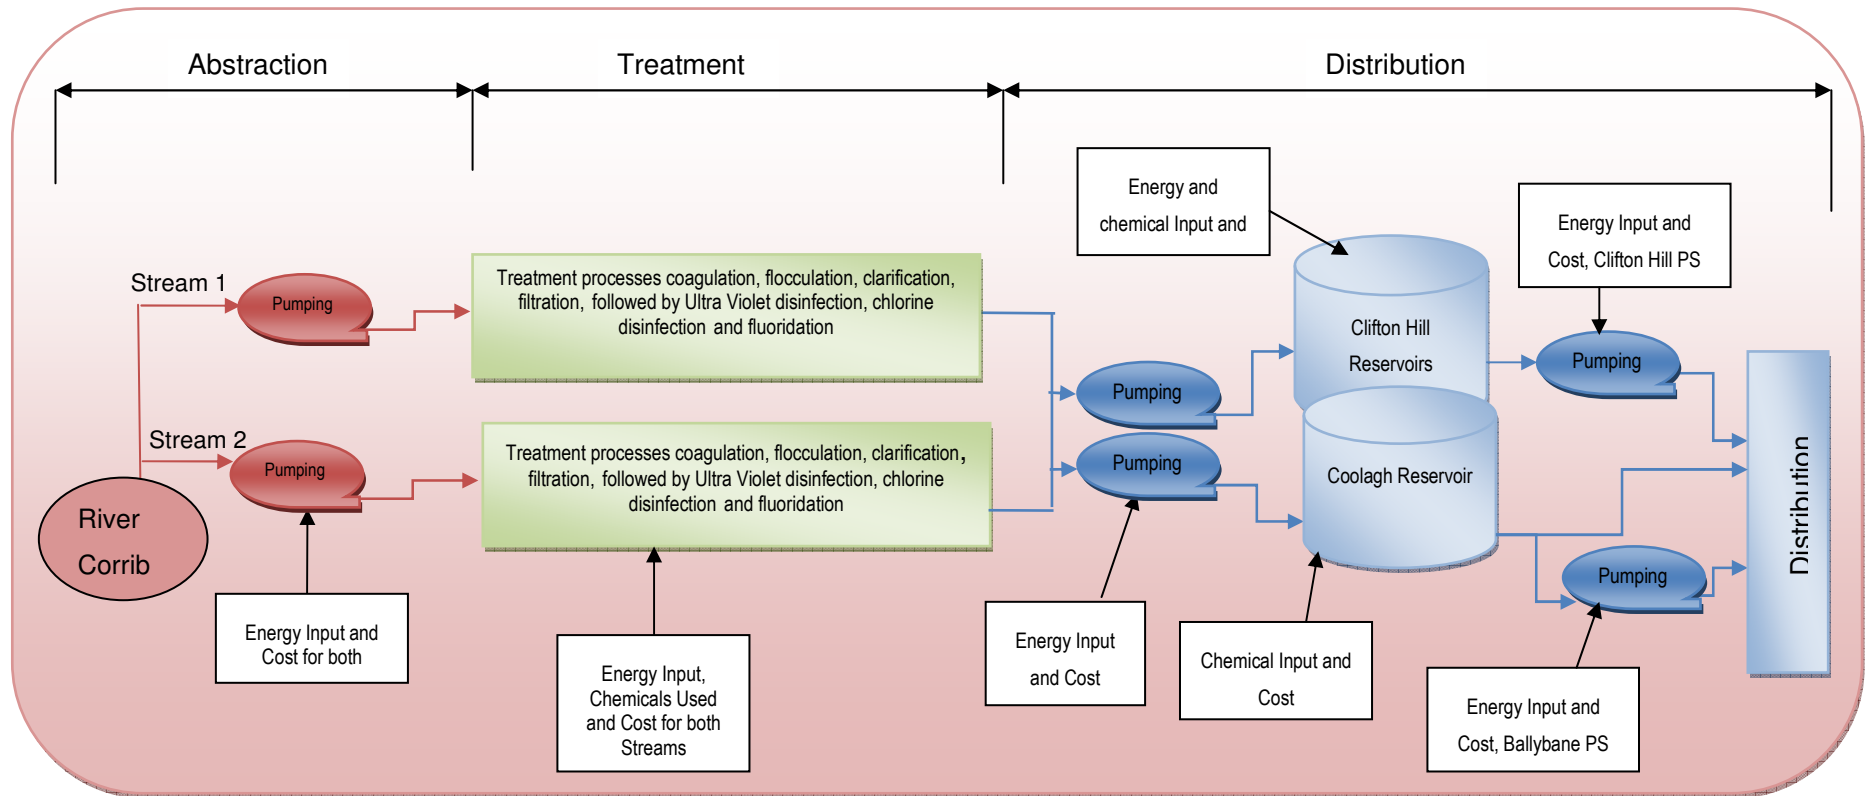 Abstraction
Treatment
Distribution
Energy and
chemical Input and
Energy Input and
Cost, Clifton Hill PS
Stream 1
Pumping
Treatment processes coagulation, flocculation, clarification,
filtration, followed by Ultra Violet disinfection, chlorine
disinfection and fluoridation
Clifton Hill
Reservoirs
Pumping
Pumping
Stream 2
Pumping
Treatment processes coagulation, flocculation, clarification,
filtration, followed by Ultra Violet disinfection, chlorine
disinfection and fluoridation
Pumping
Coolagh Reservoir
Distribution
River
Corrib
Pumping
Energy Input and
Cost for both
Energy Input,
Chemicals Used
and Cost for both
Streams
Energy Input
and Cost
Chemical Input and
Cost
Energy Input and
Cost, Ballybane PS